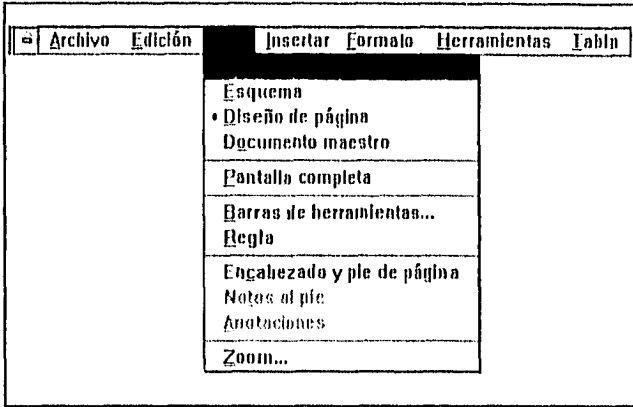 Archivo Edición Insertar Formato Herramientas Tabla
Esquema
Diseño de página
Documento maestro
Pantalla completa
Barras de herramientas...
Regla
Encabezado y pie de página
Notas al pie
Anotaciones
Zoom...